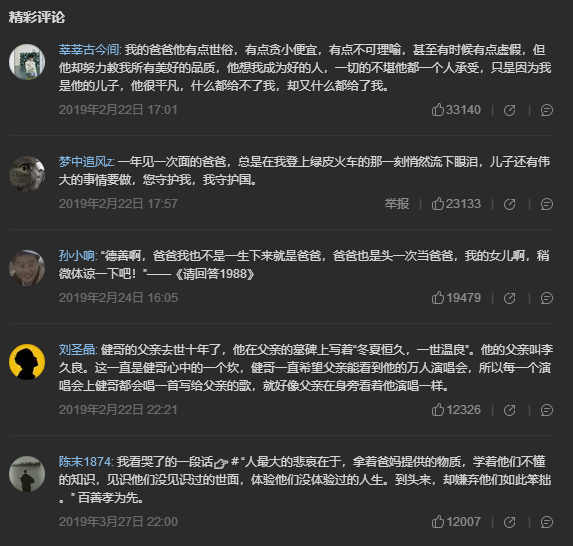 精彩评论
莘莘古今间: 我的爸爸他有点世俗，有点贪小便宜，有点不可理喻，甚至有时候有点虚假，但
他却努力教我所有美好的品质，他想我成为好的人，一切的不堪他都一个人承受，只是因为我
是他的儿子，他很平凡，什么都给不了我，却又什么都给了我。
2019年2月22日 17:01 33140
梦中追风z: 一年见一次面的爸爸，总是在我登上绿皮火车的那一刻悄然流下眼泪，儿子还有伟
大的事情要做，您守护我，我守护国。
2019年2月22日 17:57 举报 23133
孙小喃: “德善啊，爸爸我也不是一生下来就是爸爸，爸爸也是头一次当爸爸，我的女儿啊，稍
微体谅一下吧！”——《请回答1988》
2019年2月24日 16:05 19479
刘圣喦: 健哥的父亲去世十年了，他在父亲的墓碑上写着“冬夏恒久，一世温良”。他的父亲叫李
久良。这一直是健哥心中的一个坎，健哥一直希望父亲能看到他的万人演唱会，所以每一个演
唱会上健哥都会唱一首写给父亲的歌，就好像父亲在身旁看着他演唱一样。
2019年2月22日 22:21 12326
陈末1874: 我看哭了的一段话👉#“人最大的悲哀在于，拿着爸妈提供的物质，学着他们不懂
的知识，见识他们没见识过的世面，体验他们没体验过的人生。到头来，却嫌弃他们如此笨拙
。” 百善孝为先。
2019年3月27日 22:00 12007